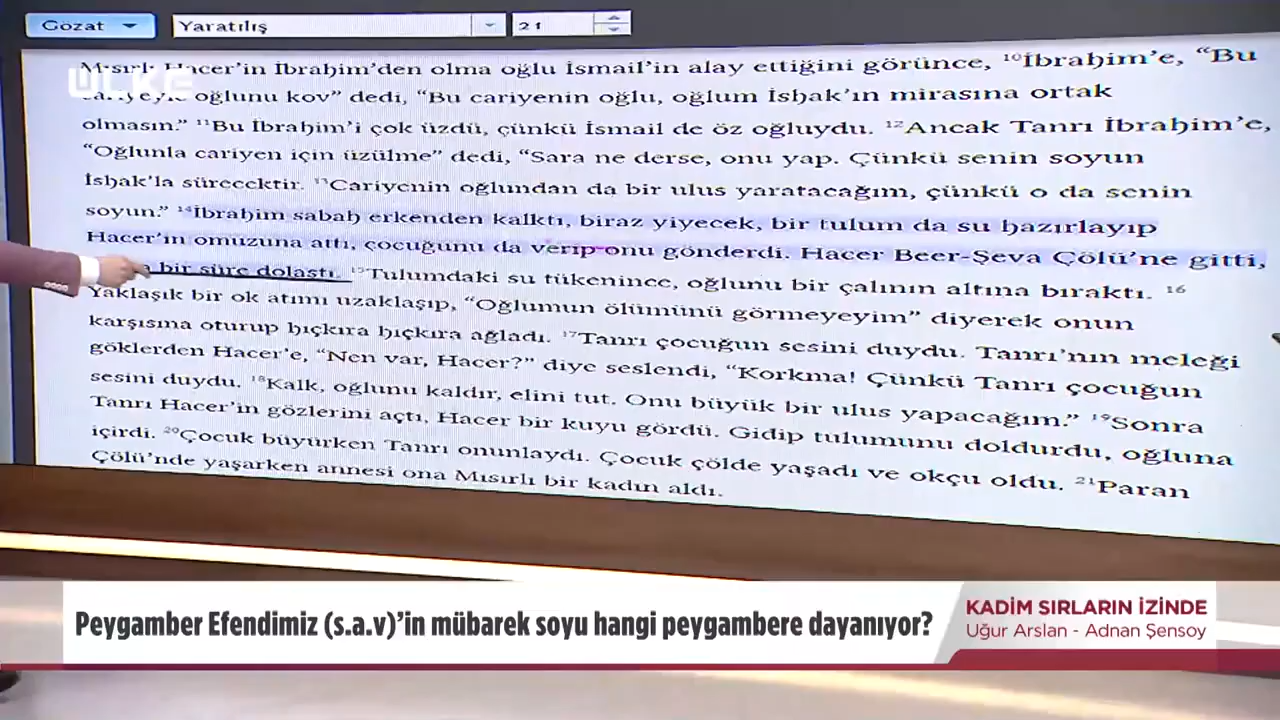 Gözat
Yaratılış
21
ÜLKE
Mısırlı Hacer’in İbrahim’den olma oğlu İsmail’in alay ettiğini görünce, ¹⁰İbrahim’e, “Bu
cariyeyle oğlunu kov” dedi, “Bu cariyenin oğlu, oğlum İshak’ın mirasına ortak
olmasın.” ¹¹Bu İbrahim’i çok üzdü, çünkü İsmail de öz oğluydu. ¹²Ancak Tanrı İbrahim’e,
“Oğlunla cariyen için üzülme” dedi, “Sara ne derse, onu yap. Çünkü senin soyun
İshak’la sürecektir. ¹³Cariyenin oğlundan da bir ulus yaratacağım, çünkü o da senin
soyun.” ¹⁴İbrahim sabah erkenden kalktı, biraz yiyecek, bir tulum da su hazırlayıp
Hacer’in omuzuna attı, çocuğunu da verip onu gönderdi. Hacer Beer-Şeva Çölü’ne gitti,
bir süre dolaştı. ¹⁵Tulumdaki su tükenince, oğlunu bir çalının altına bıraktı. ¹⁶
Yaklaşık bir ok atımı uzaklaşıp, “Oğlumun ölümünü görmeyeyim” diyerek onun
karşısına oturup hıçkıra hıçkıra ağladı. ¹⁷Tanrı çocuğun sesini duydu. Tanrı’nın meleği
göklerden Hacer’e, “Nen var, Hacer?” diye seslendi, “Korkma! Çünkü Tanrı çocuğun
sesini duydu. ¹⁸Kalk, oğlunu kaldır, elini tut. Onu büyük bir ulus yapacağım.” ¹⁹Sonra
Tanrı Hacer’in gözlerini açtı, Hacer bir kuyu gördü. Gidip tulumunu doldurdu, oğluna
içirdi. ²⁰Çocuk büyürken Tanrı onunlaydı. Çocuk çölde yaşadı ve okçu oldu. ²¹Paran
Çölü’nde yaşarken annesi ona Mısırlı bir kadın aldı.
Peygamber Efendimiz (s.a.v)’in mübarek soyu hangi peygambere dayanıyor?
KADİM SIRLARIN İZİNDE
Uğur Arslan - Adnan Şensoy